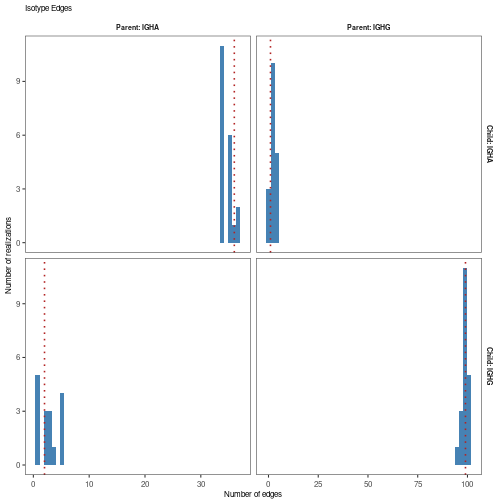 Isotype Edges
Parent: IGHA
Parent: IGHG
9
6
3
0
Child: IGHA
Number of realizations
9
6
3
0
Child: IGHG
0 10 20 30
0 25 50 75 100
Number of edges